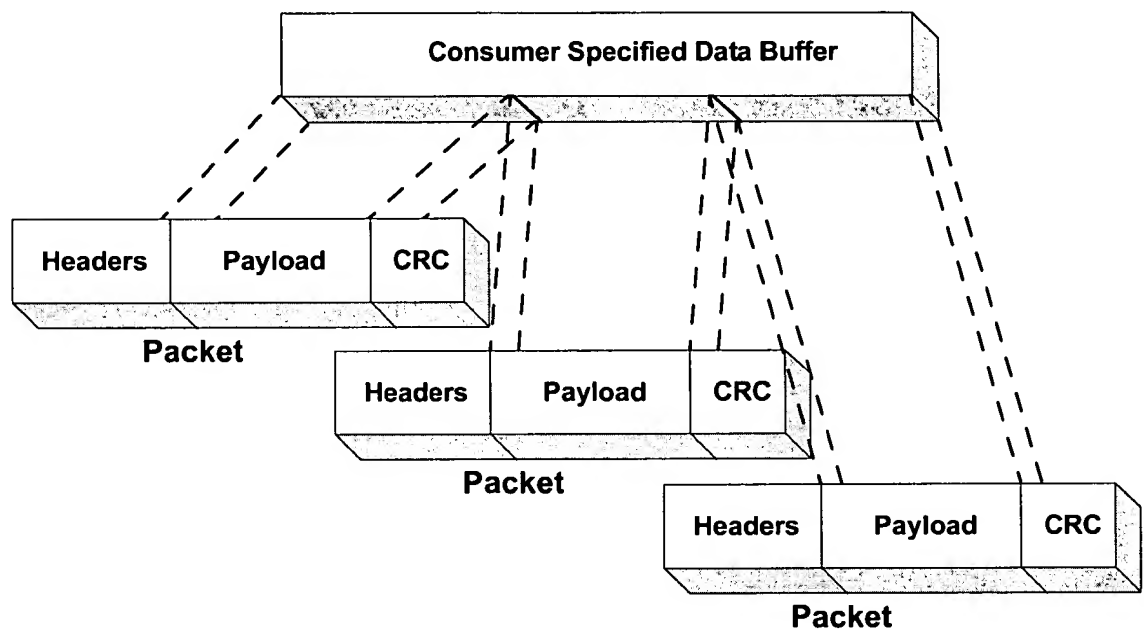 Consumer Specified Data Buffer
Headers Payload CRC
Packet
Headers Payload CRC
Packet
Headers Payload CRC
Packet